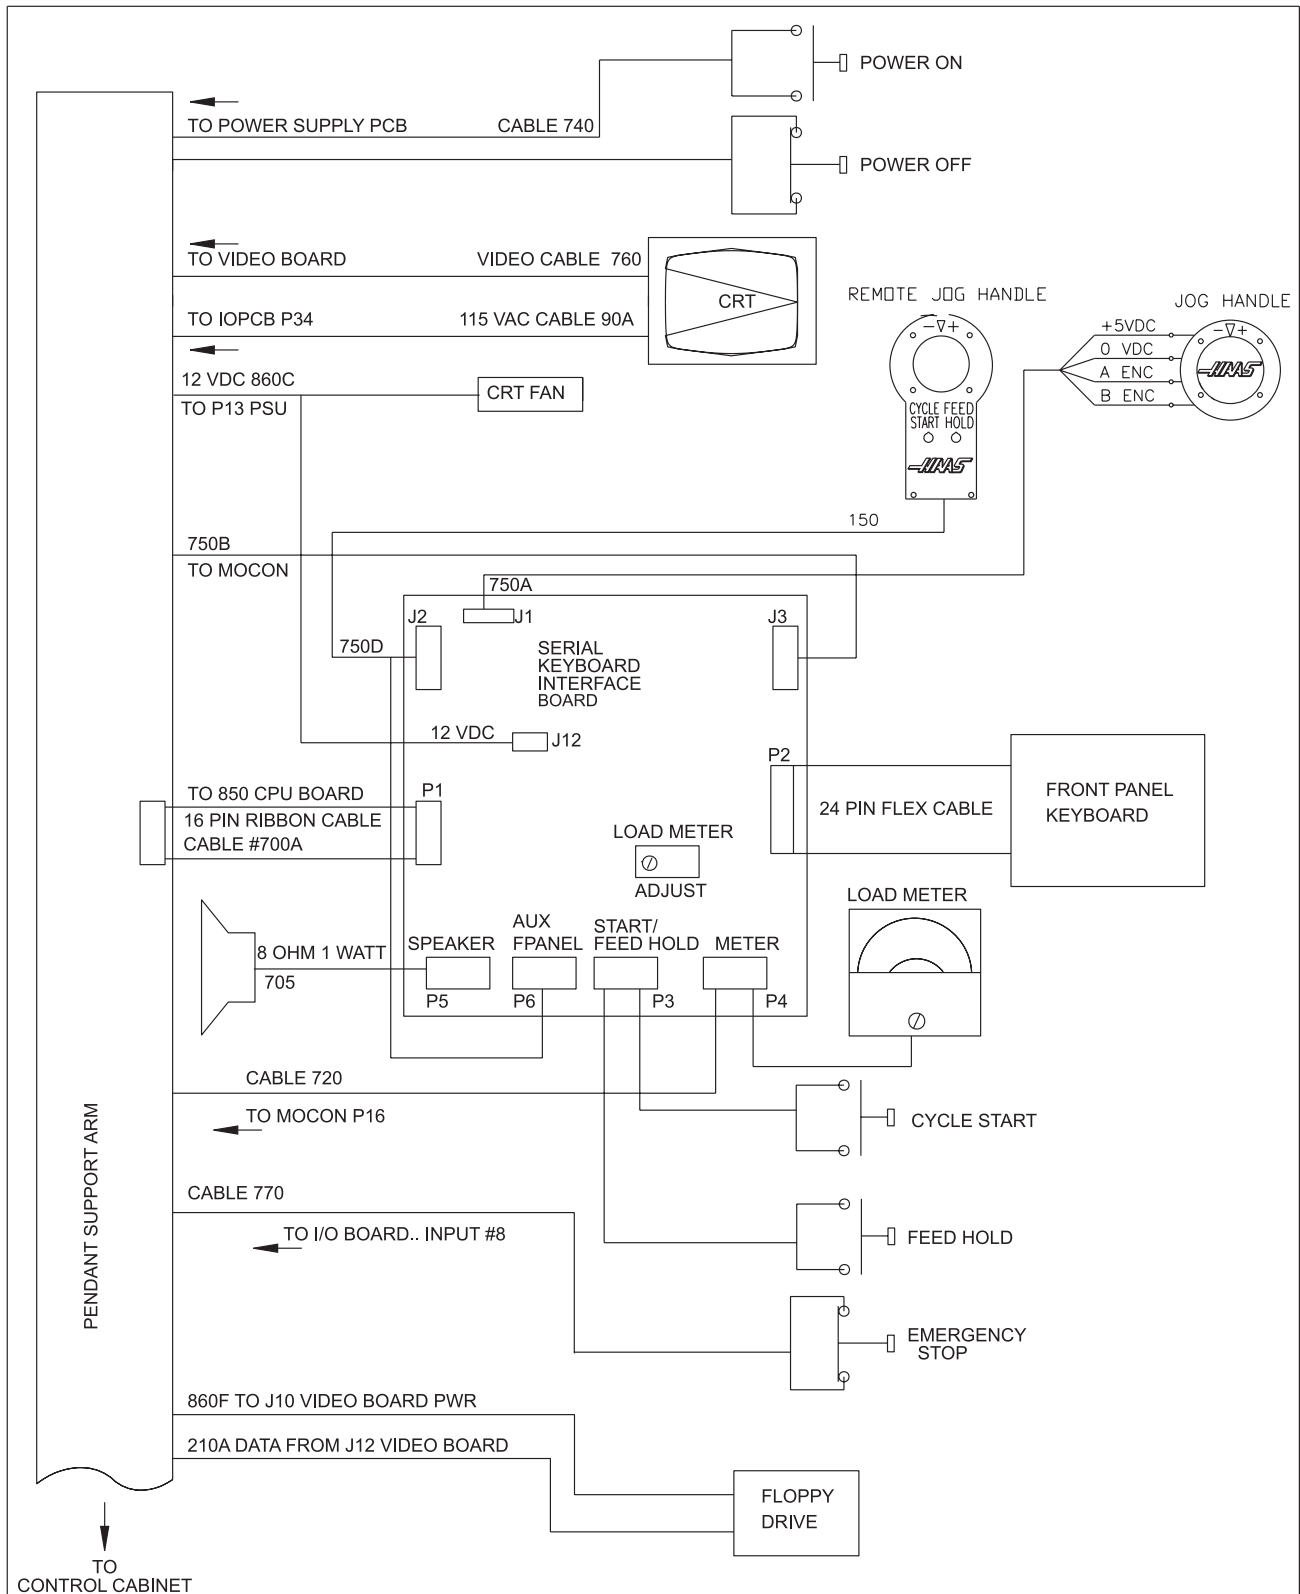 POWER ON
TO POWER SUPPLY PCB
CABLE 740
POWER OFF
TO VIDEO BOARD
VIDEO CABLE 760
CRT
TO IOPCB P34
115 VAC CABLE 90A
12 VDC 860C
TO P13 PSU
CRT FAN
REMOTE JOG HANDLE
- ∇ +
CYCLE FEED
START HOLD
HAAS
JOG HANDLE
+5VDC
0 VDC
A ENC
B ENC
- ∇ +
HAAS
150
750B
TO MOCON
750A
J2
J1
J3
750D
SERIAL
KEYBOARD
INTERFACE
BOARD
12 VDC
J12
P2
TO 850 CPU BOARD
P1
16 PIN RIBBON CABLE
CABLE #700A
24 PIN FLEX CABLE
FRONT PANEL
KEYBOARD
LOAD METER
ADJUST
LOAD METER
8 OHM 1 WATT
705
SPEAKER
AUX
FPANEL
START/
FEED HOLD
METER
P5
P6
P3
P4
CABLE 720
TO MOCON P16
CYCLE START
PENDANT SUPPORT ARM
CABLE 770
TO I/O BOARD.. INPUT #8
FEED HOLD
EMERGENCY
STOP
860F TO J10 VIDEO BOARD PWR
210A DATA FROM J12 VIDEO BOARD
FLOPPY
DRIVE
TO
CONTROL CABINET